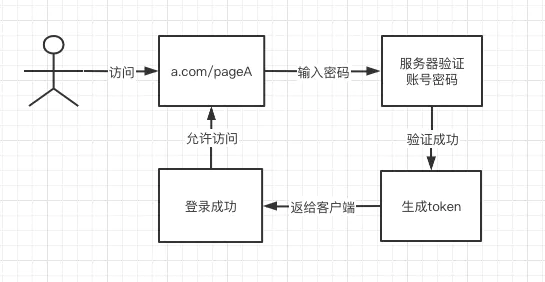 访问
a.com/pageA
输入密码
服务器验证
账号密码
允许访问
验证成功
登录成功
返给客户端
生成token